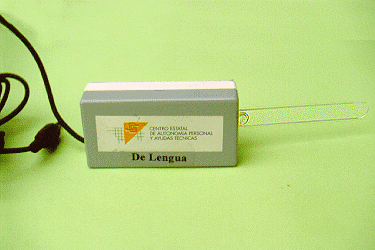 CENTRO ESTATAL
DE AUTONOMÍA PERSONAL
Y AYUDAS TÉCNICAS
De Lengua